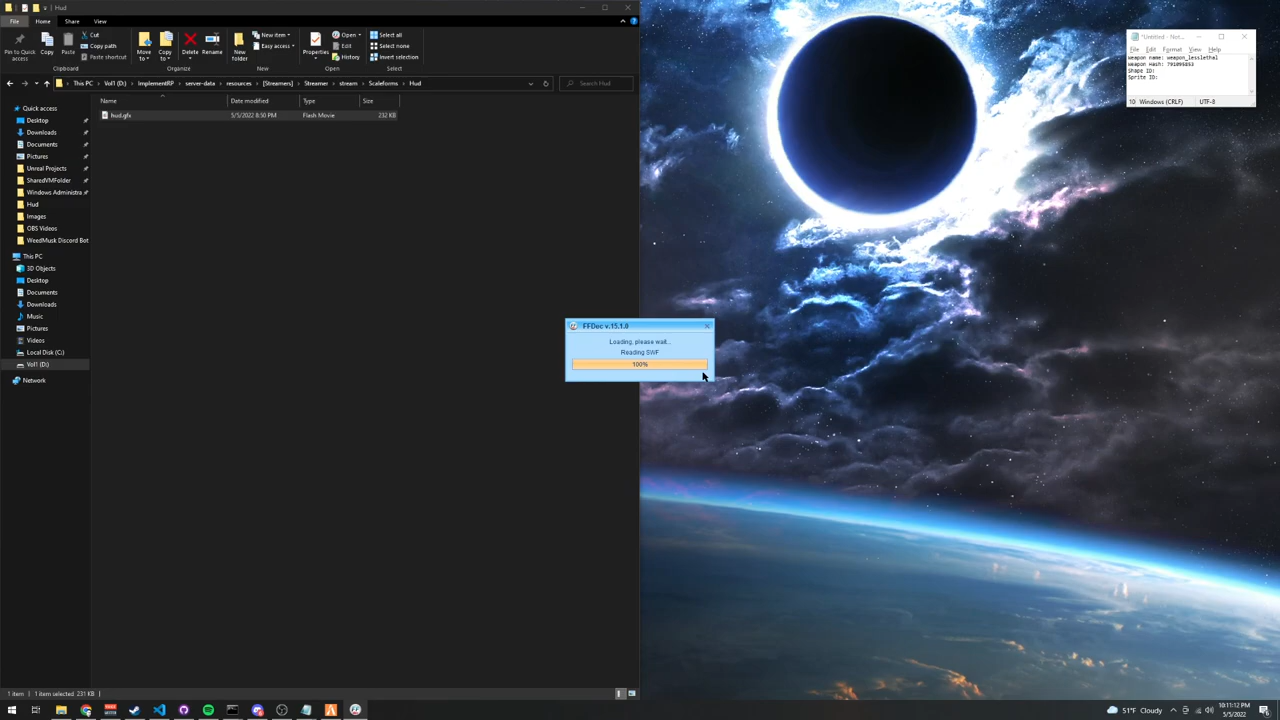 Hud
File
Home
Share
View
Pin to Quick access
Copy
Paste
Cut
Copy path
Paste shortcut
Move to
Copy to
Delete
Rename
New folder
New item
Easy access
Properties
Open
Edit
History
Select all
Select none
Invert selection
Clipboard
Organize
New
Open
Select
This PC > Vol1 (D:) > ImplementRP > server-data > resources > [Streamers] > Streamer > stream > Scaleforms > Hud
Search Hud
Name
Date modified
Type
Size
hud.gfx
5/5/2022 8:50 PM
Flash Movie
232 KB
Quick access
Desktop
Downloads
Documents
Pictures
Unreal Projects
SharedVMFolder
Windows Administra
Hud
Images
OBS Videos
WeedMusk Discord Bot
This PC
3D Objects
Desktop
Documents
Downloads
Music
Pictures
Videos
Local Disk (C:)
Vol1 (D:)
Network
1 item
1 item selected 231 KB
FFDec v.15.1.0
Loading, please wait...
Reading SWF
100%
*Untitled - Not...
File
Edit
Format
View
Help
Weapon name: weapon_lesslethal
Shape ID:
Sprite ID:
Windows (CRLF)
UTF-8
51°F Cloudy
10:11:12 PM
5/5/2022